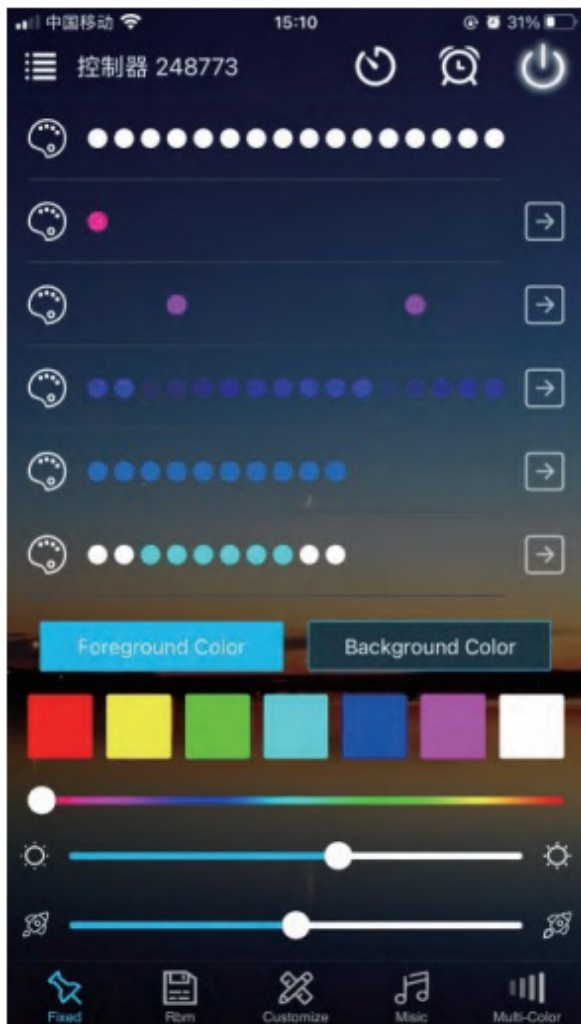 中国移动 15:10 31%
控制器 248773
Foreground Color Background Color
Fixed Rbm Customize Misic Multi-Color